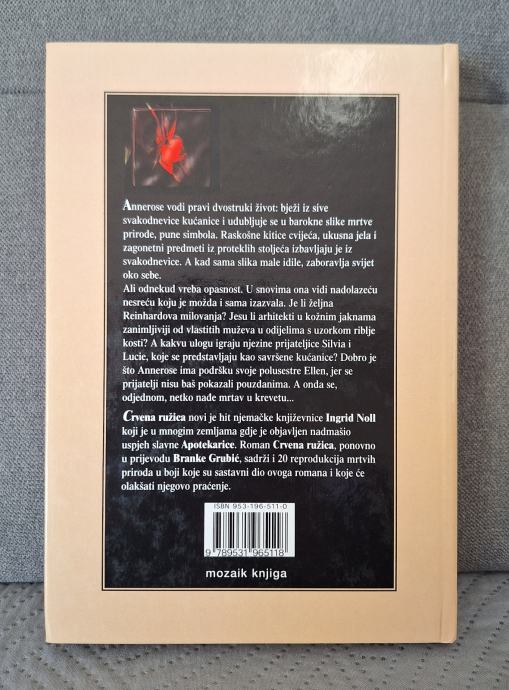 Annerose vodi pravi dvostruki život: bježi iz sive
svakodnevice kućanice i udubljuje se u barokne slike mrtve
prirode, pune simbola. Raskošne kitice cvijeća, ukusna jela i
zagonetni predmeti iz proteklih stoljeća izbavljaju je iz
svakodnevice. A kad sama slika male idile, zaboravlja svijet
oko sebe.
Ali odnekud vreba opasnost. U snovima ona vidi nadolazeću
nesreću koju je možda i sama izazvala. Je li željna
Reinhardova milovanja? Jesu li arhitekti u kožnim jaknama
zanimljiviji od vlastitih muževa u odijelima s uzorkom riblje
kosti? A kakvu ulogu igraju njezine prijateljice Silvia i
Lucie, koje se predstavljaju kao savršene kućanice? Dobro je
što Annerose ima podršku svoje polusestre Ellen, jer se
prijatelji nisu baš pokazali pouzdanima. A onda se,
odjednom, netko nađe mrtav u krevetu...
Crvena ružica novi je hit njemačke književnice Ingrid Noll
koji je u mnogim zemljama gdje je objavljen nadmašio
uspjeh slavne Apotekarice. Roman Crvena ružica, ponovno
u prijevodu Branke Grubić, sadrži i 20 reprodukcija mrtvih
priroda u boji koje su sastavni dio ovoga romana i koje će
olakšati njegovo praćenje.
ISBN 953-196-511-0
9 789531 965118
mozaik knjiga